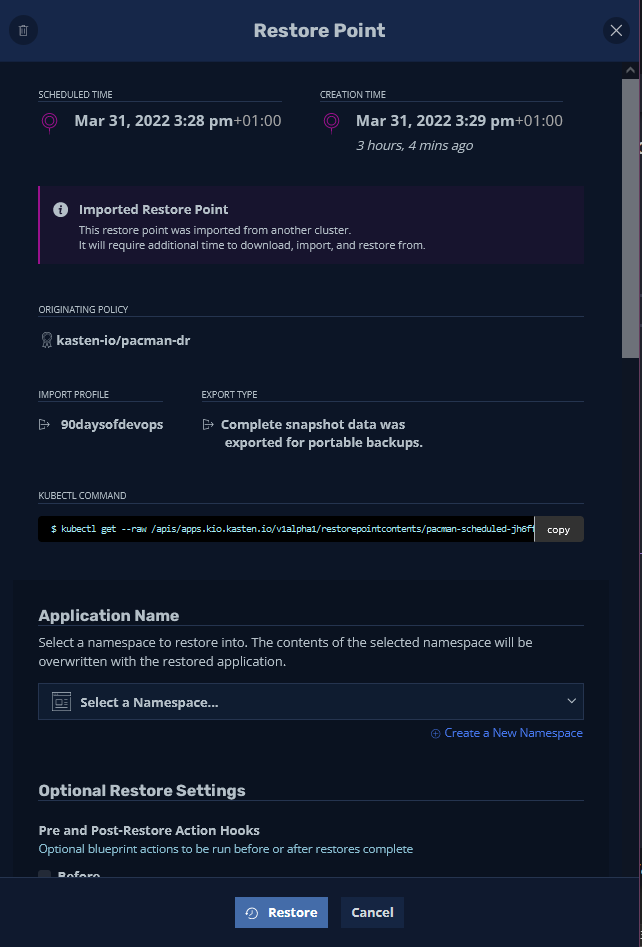 Restore Point
SCHEDULED TIME
Mar 31, 2022 3:28 pm+01:00
CREATION TIME
Mar 31, 2022 3:29 pm+01:00
3 hours, 4 mins ago
Imported Restore Point
This restore point was imported from another cluster.
It will require additional time to download, import, and restore from.
ORIGINATING POLICY
kasten-io/pacman-dr
IMPORT PROFILE
90daysofdevops
EXPORT TYPE
Complete snapshot data was
exported for portable backups.
KUBECTL COMMAND
$ kubectl get --raw /apis/apps.kio.kasten.io/v1alpha1/restorepointcontents/pacman-scheduled-jh6f
copy
Application Name
Select a namespace to restore into. The contents of the selected namespace will be
overwritten with the restored application.
Select a Namespace...
Create a New Namespace
Optional Restore Settings
Pre and Post-Restore Action Hooks
Optional blueprint actions to be run before or after restores complete
Before
Restore
Cancel